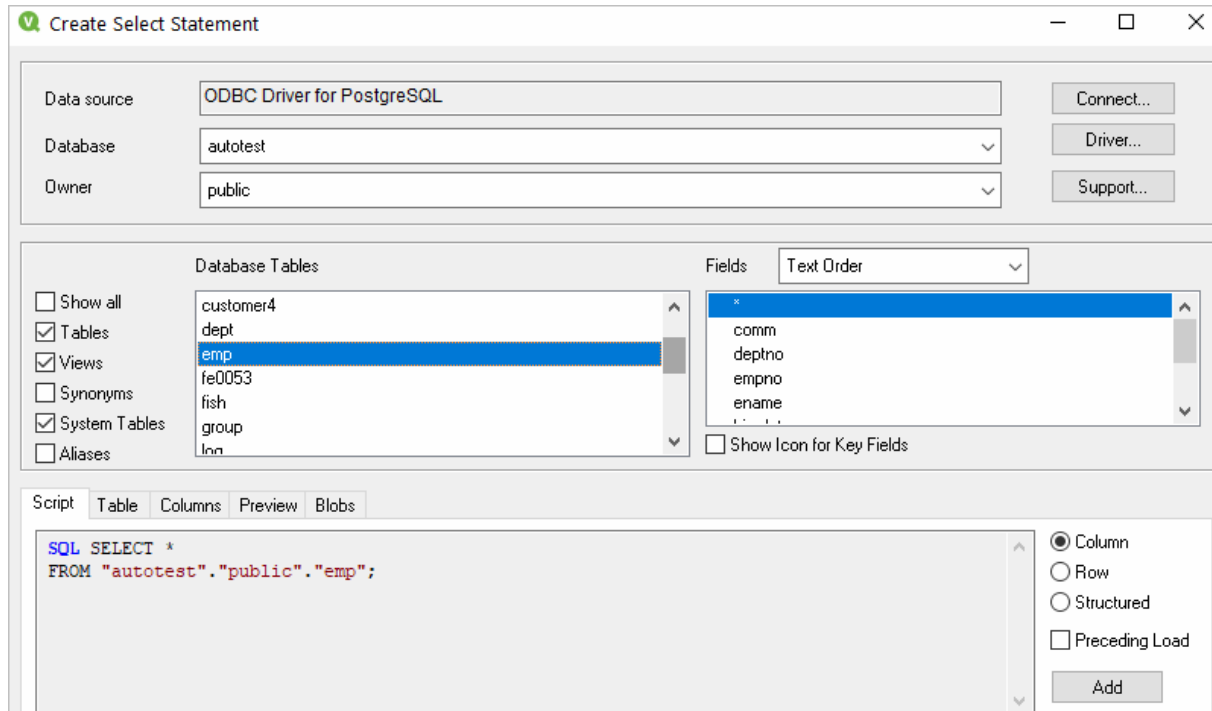 Create Select Statement
Data source
ODBC Driver for PostgreSQL
Connect...
Database
autotest
Driver...
Owner
public
Support...
Database Tables
Fields
Text Order
Show all
Tables
Views
Synonyms
System Tables
Aliases
customer4
dept
emp
fe0053
fish
group
log
*
comm
deptno
empno
ename
Show Icon for Key Fields
Script
Table
Columns
Preview
Blobs
SQL SELECT *
FROM "autotest"."public"."emp";
Column
Row
Structured
Preceding Load
Add